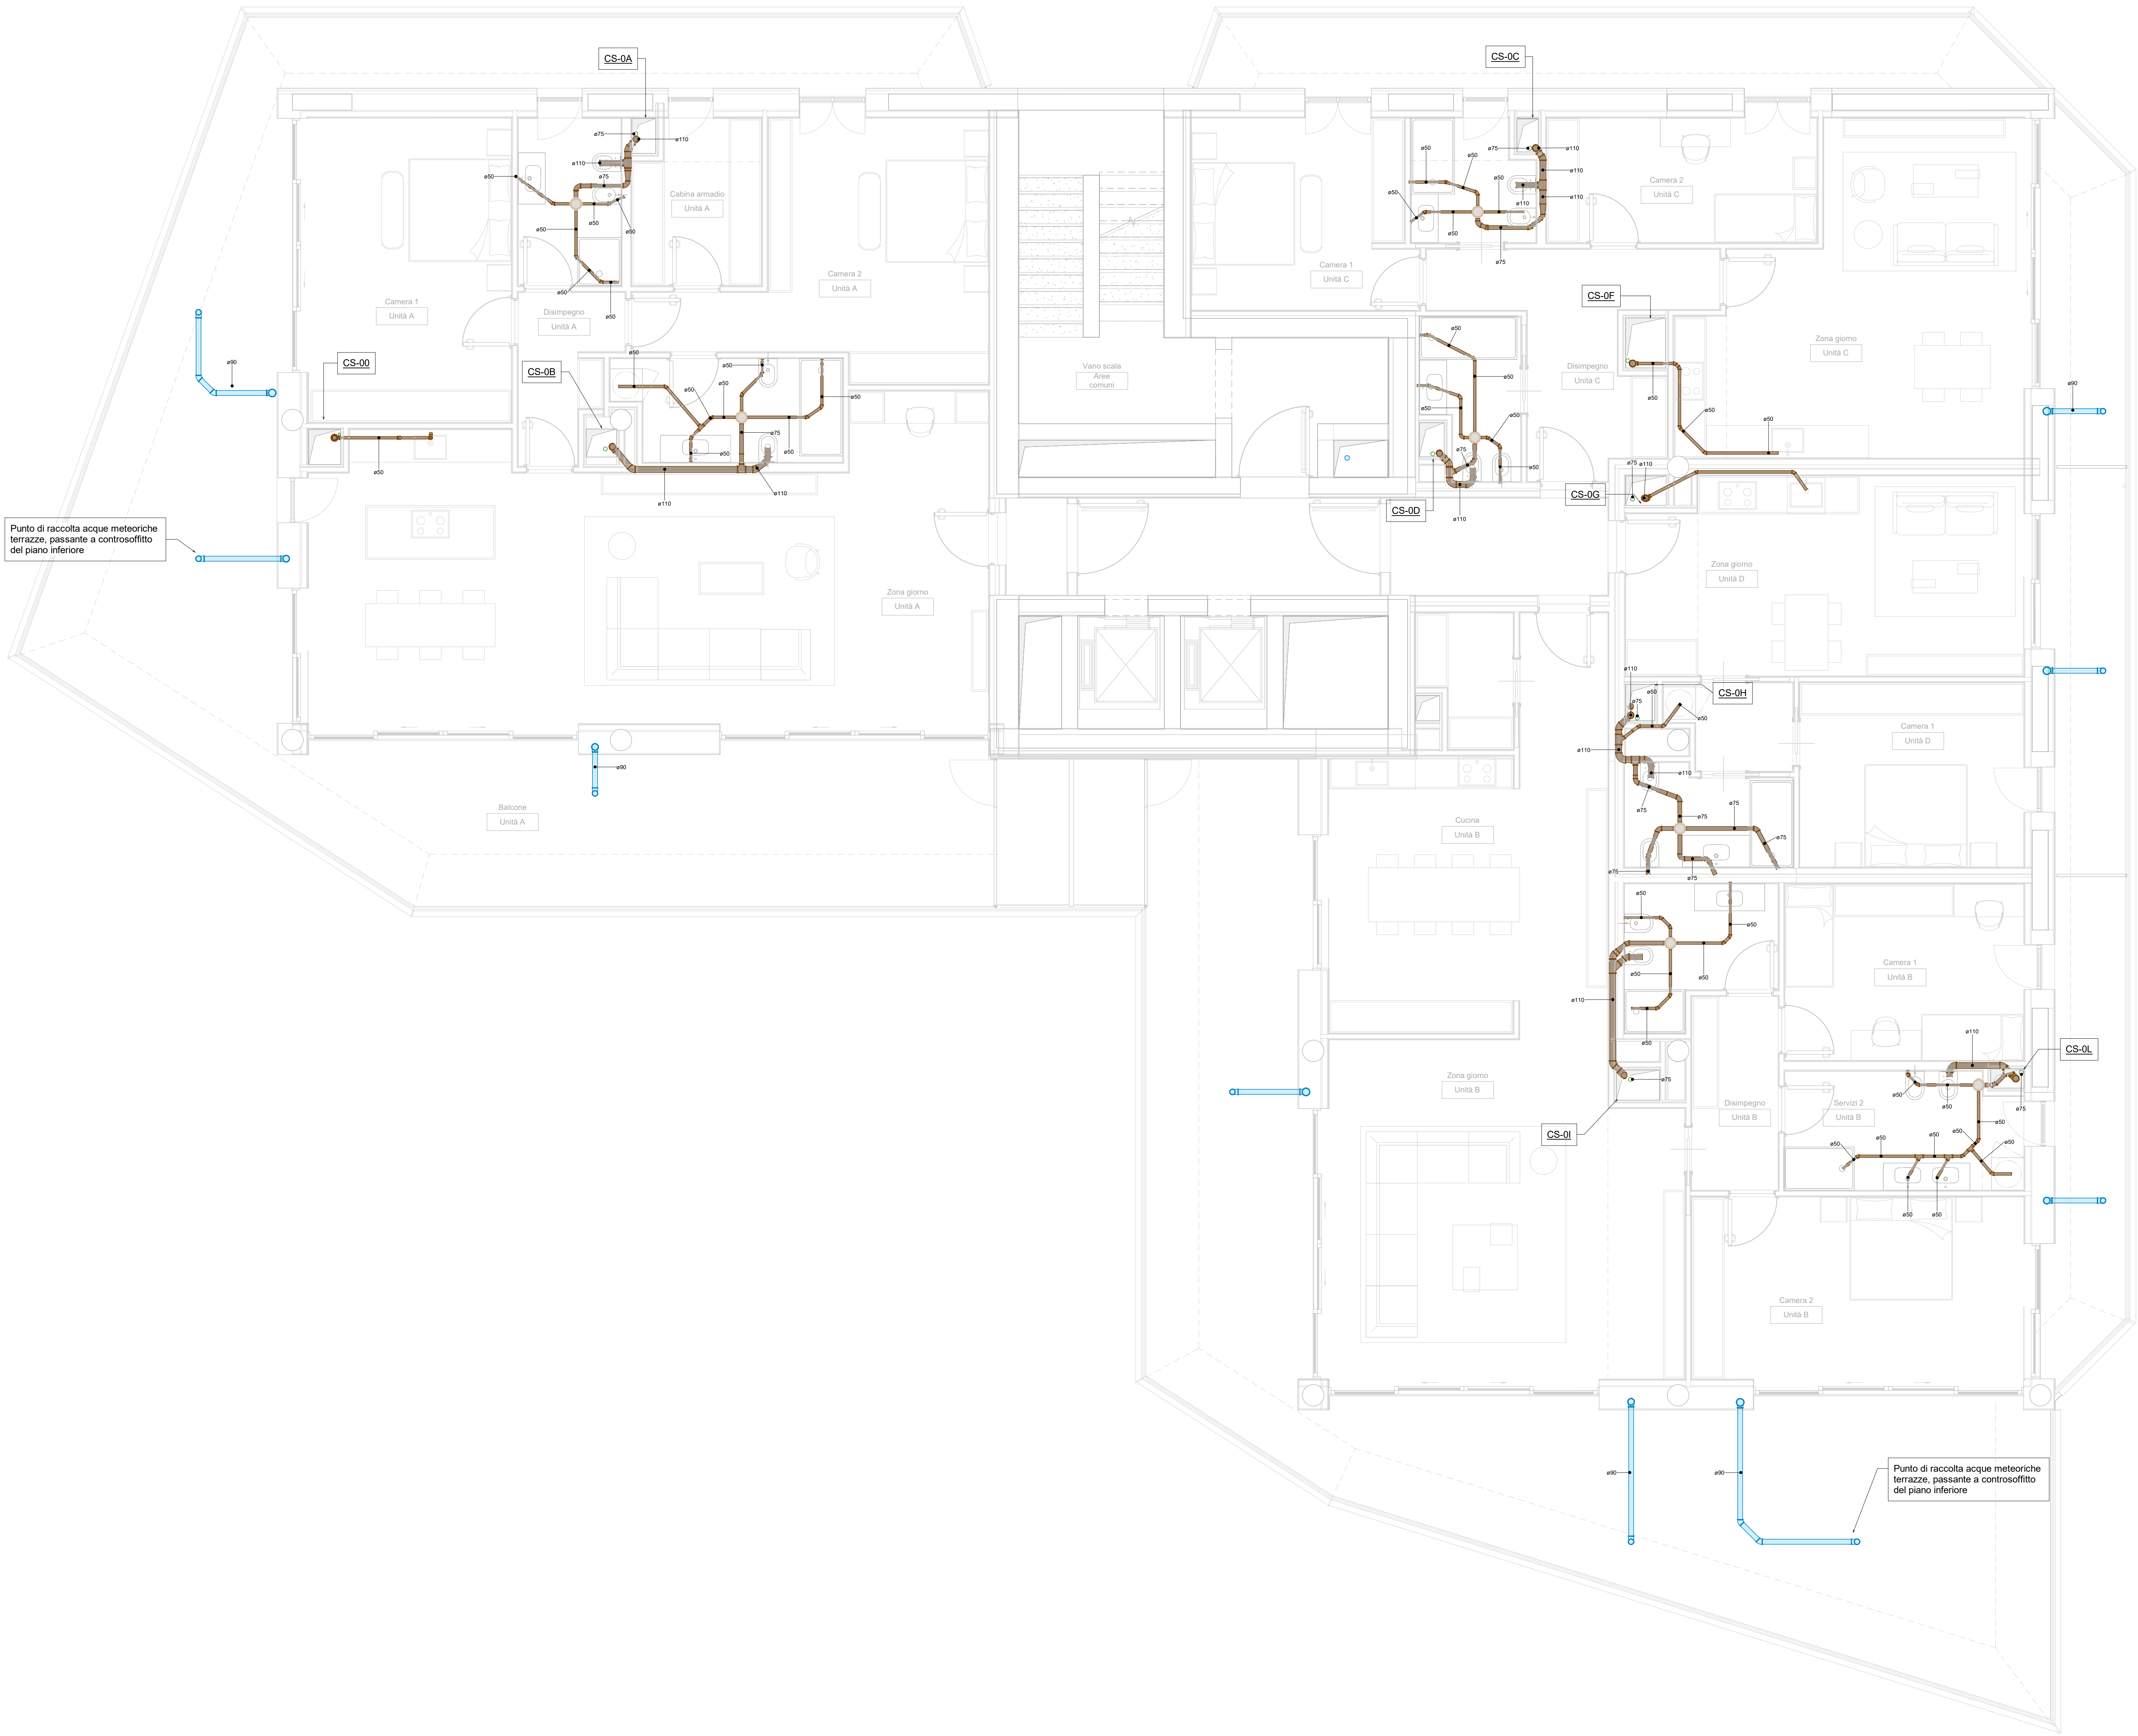 CS-0A
CS-0C
ø75
ø110
ø110
ø50
ø75
ø50
ø50
ø50
ø50
ø50
Cabina armadio
Unità A
Camera 1
Unità A
Disimpegno
Unità A
Camera 2
Unità A
ø50
ø50
ø75
ø110
ø110
ø50
ø110
ø110
ø50
ø50
ø75
Camera 2
Unità C
Camera 1
Unità C
CS-0F
ø90
CS-00
CS-0B
ø50
ø50
ø50
ø50
ø50
ø75
ø50
ø50
ø50
ø110
ø110
Vano scala
Aree
comuni
ø50
ø50
ø50
ø50
ø75
ø50
ø110
CS-0D
Disimpegno
Unità C
Zona giorno
Unità C
ø50
ø50
ø50
ø90
ø75
ø110
CS-0G
Punto di raccolta acque meteoriche
terrazze, passante a controsoffitto
del piano inferiore
Zona giorno
Unità A
Zona giorno
Unità D
ø110
ø75
ø50
CS-0H
ø50
ø110
ø110
ø75
ø75
ø75
ø75
ø75
ø75
Camera 1
Unità D
ø90
Balcone
Unità A
Cucina
Unità B
ø50
ø50
ø50
ø50
ø110
ø50
ø75
Camera 1
Unità B
ø110
CS-0L
Zona giorno
Unità B
CS-0I
Disimpegno
Unità B
Servizi 2
Unità B
ø50
ø50
ø75
ø50
ø50
ø50
ø50
ø50
ø50
ø50
ø50
Camera 2
Unità B
ø90
ø90
Punto di raccolta acque meteoriche
terrazze, passante a controsoffitto
del piano inferiore